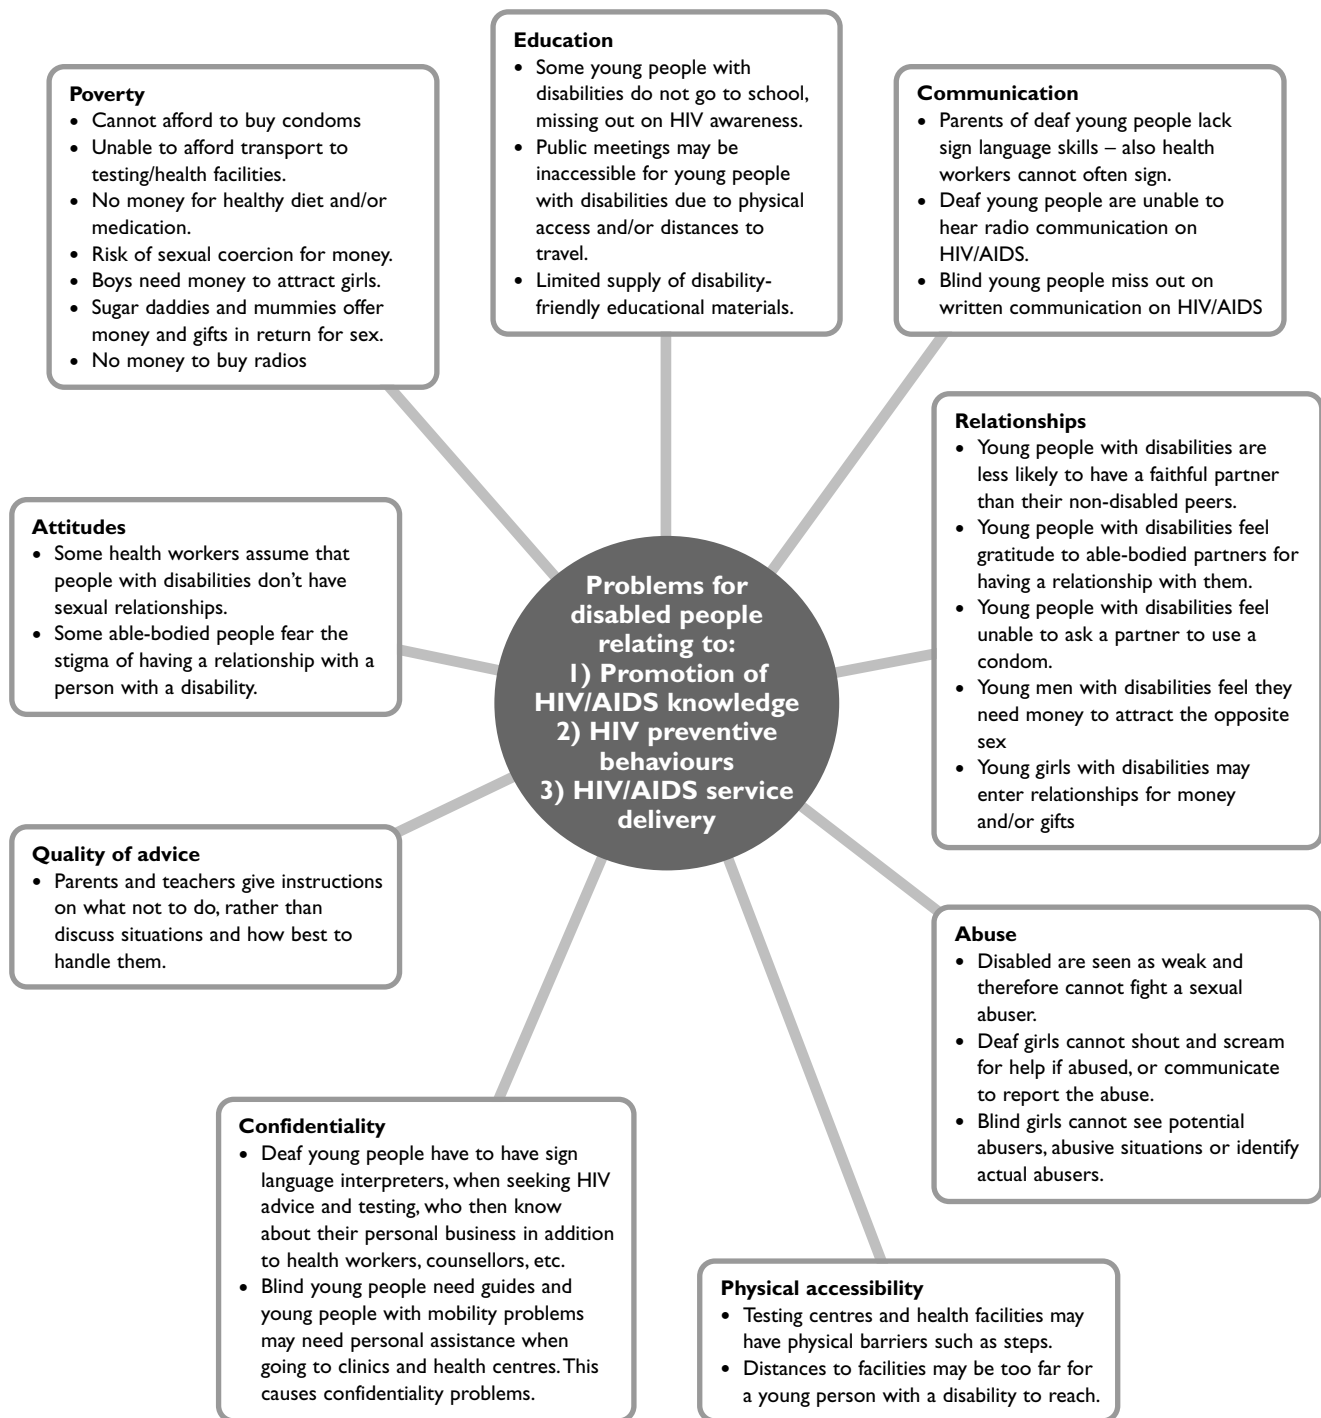 Education
• Some young people with
disabilities do not go to school,
missing out on HIV awareness.
• Public meetings may be
inaccessible for young people
with disabilities due to physical
access and/or distances to
travel.
• Limited supply of disability-
friendly educational materials.
Poverty
• Cannot afford to buy condoms
• Unable to afford transport to
testing/health facilities.
• No money for healthy diet and/or
medication.
• Risk of sexual coercion for money.
• Boys need money to attract girls.
• Sugar daddies and mummies offer
money and gifts in return for sex.
• No money to buy radios
Communication
• Parents of deaf young people lack
sign language skills – also health
workers cannot often sign.
• Deaf young people are unable to
hear radio communication on
HIV/AIDS.
• Blind young people miss out on
written communication on HIV/AIDS
Relationships
• Young people with disabilities are
less likely to have a faithful partner
than their non-disabled peers.
• Young people with disabilities feel
gratitude to able-bodied partners for
having a relationship with them.
• Young people with disabilities feel
unable to ask a partner to use a
condom.
• Young men with disabilities feel they
need money to attract the opposite
sex
• Young girls with disabilities may
enter relationships for money
and/or gifts
Attitudes
• Some health workers assume that
people with disabilities don’t have
sexual relationships.
• Some able-bodied people fear the
stigma of having a relationship with a
person with a disability.
Problems for
disabled people
relating to:
1) Promotion of
HIV/AIDS knowledge
2) HIV preventive
behaviours
3) HIV/AIDS service
delivery
Quality of advice
• Parents and teachers give instructions
on what not to do, rather than
discuss situations and how best to
handle them.
Abuse
• Disabled are seen as weak and
therefore cannot fight a sexual
abuser.
• Deaf girls cannot shout and scream
for help if abused, or communicate
to report the abuse.
• Blind girls cannot see potential
abusers, abusive situations or identify
actual abusers.
Confidentiality
• Deaf young people have to have sign
language interpreters, when seeking HIV
advice and testing, who then know
about their personal business in addition
to health workers, counsellors, etc.
• Blind young people need guides and
young people with mobility problems
may need personal assistance when
going to clinics and health centres. This
causes confidentiality problems.
Physical accessibility
• Testing centres and health facilities may
have physical barriers such as steps.
• Distances to facilities may be too far for
a young person with a disability to reach.